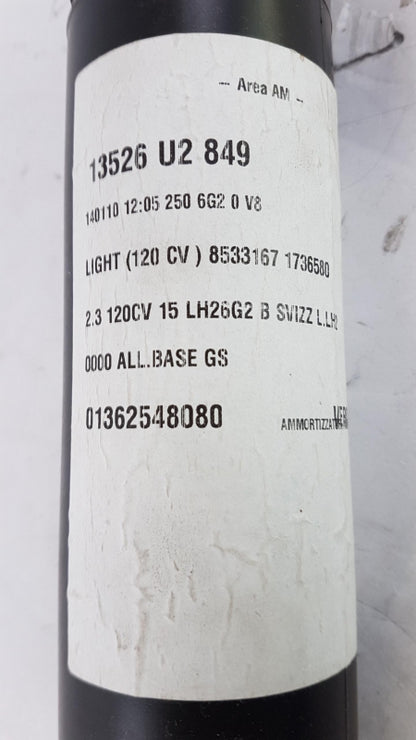 -- Area AM --
13526 U2 849
140110 12:05 250 6G2 0 V8
LIGHT (120 CV ) 8533167 1736580
2.3 120CV 15 LH26G2 B SVIZZ L.LH2
0000 ALL.BASE GS
01362548080